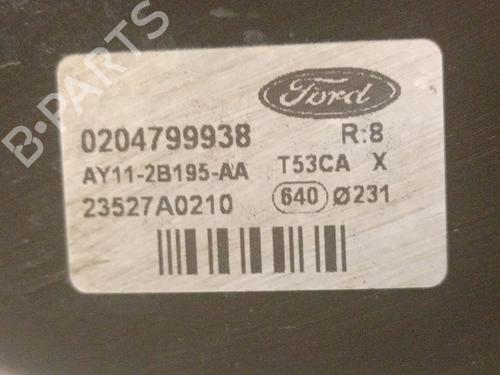 B-PARTS
Ford
0204799938 R:8
AY11-2B195-AA T53CA X
23527A0210 640 Ø231